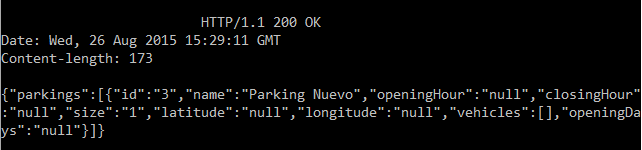 HTTP/1.1 200 OK
Date: Wed, 26 Aug 2015 15:29:11 GMT
Content-length: 173
{"parkings":[{"id":"3","name":"Parking Nuevo","openingHour":"null","closingHour"
:"null","size":"1","latitude":"null","longitude":"null","vehicles":[],"openingDa
ys":"null"}]}